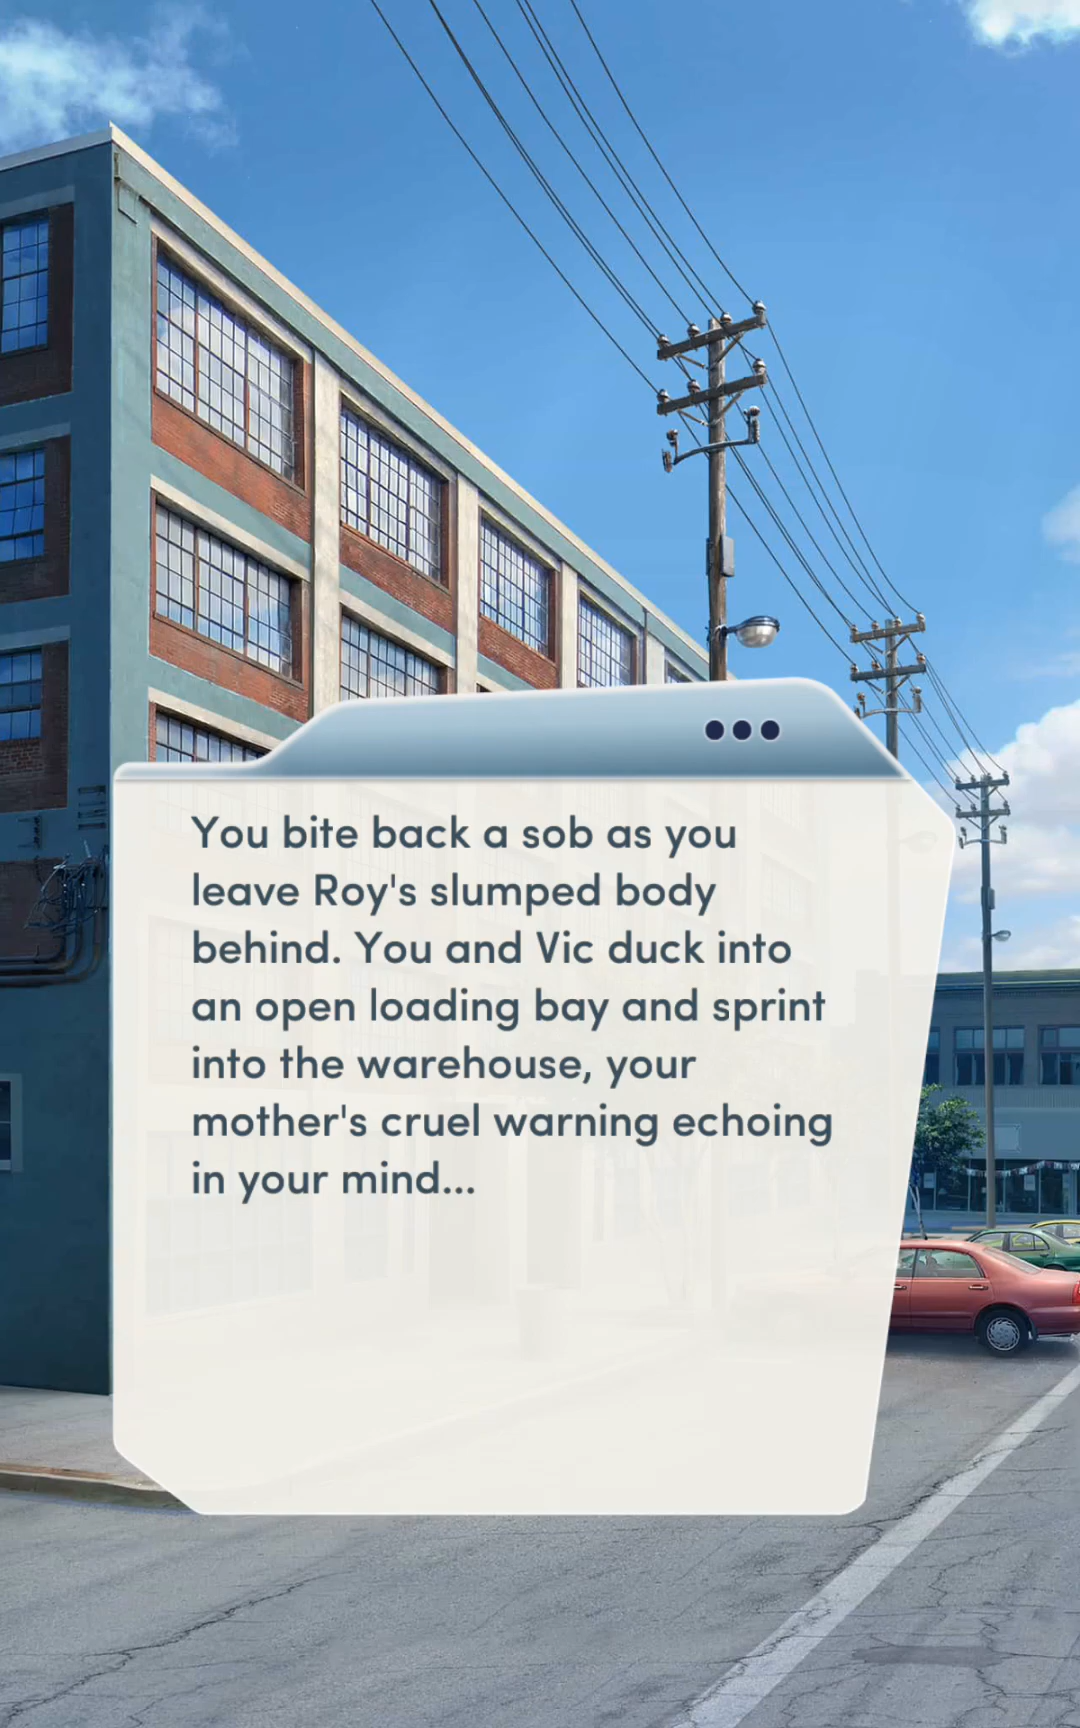 You bite back a sob as you
leave Roy's slumped body
behind. You and Vic duck into
an open loading bay and sprint
into the warehouse, your
mother's cruel warning echoing
in your mind...